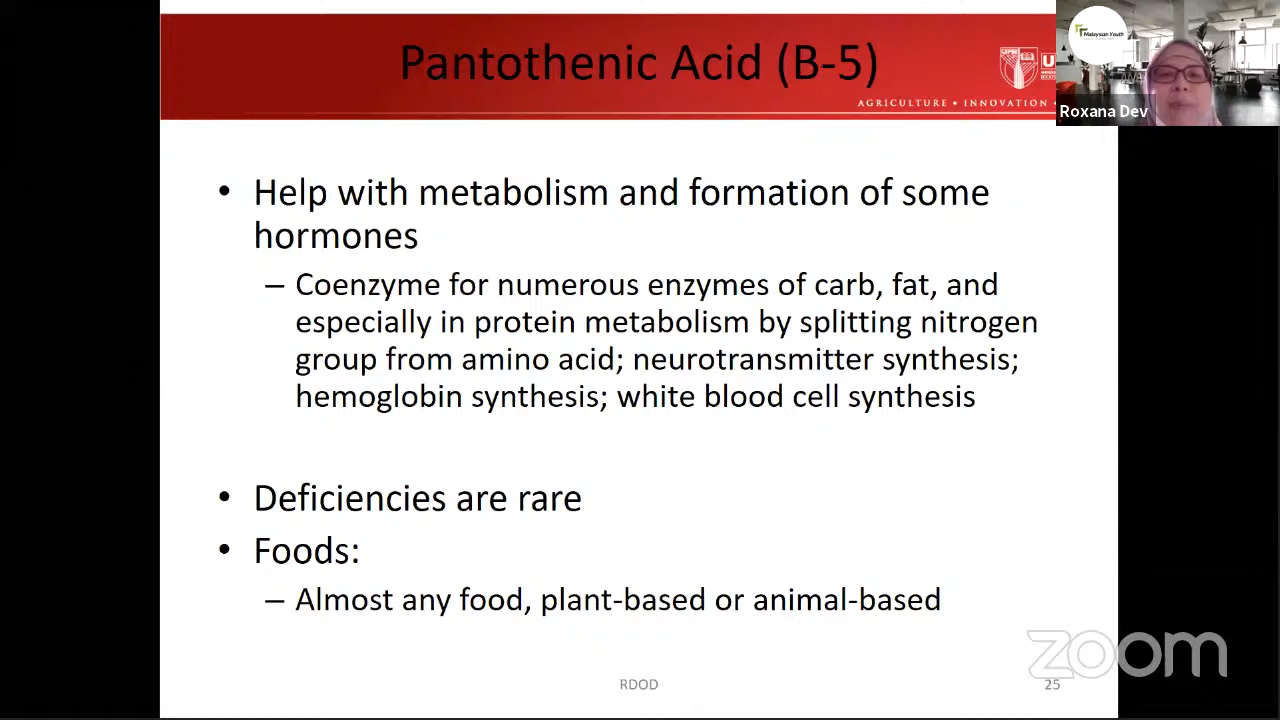 Pantothenic Acid (B-5)
Malaysian Youth
UPM
U
AGRICULTURE • INNOVATION •
Roxana Dev
• Help with metabolism and formation of some
hormones
– Coenzyme for numerous enzymes of carb, fat, and
especially in protein metabolism by splitting nitrogen
group from amino acid; neurotransmitter synthesis;
hemoglobin synthesis; white blood cell synthesis
• Deficiencies are rare
• Foods:
– Almost any food, plant-based or animal-based
zoom
RDOD
25